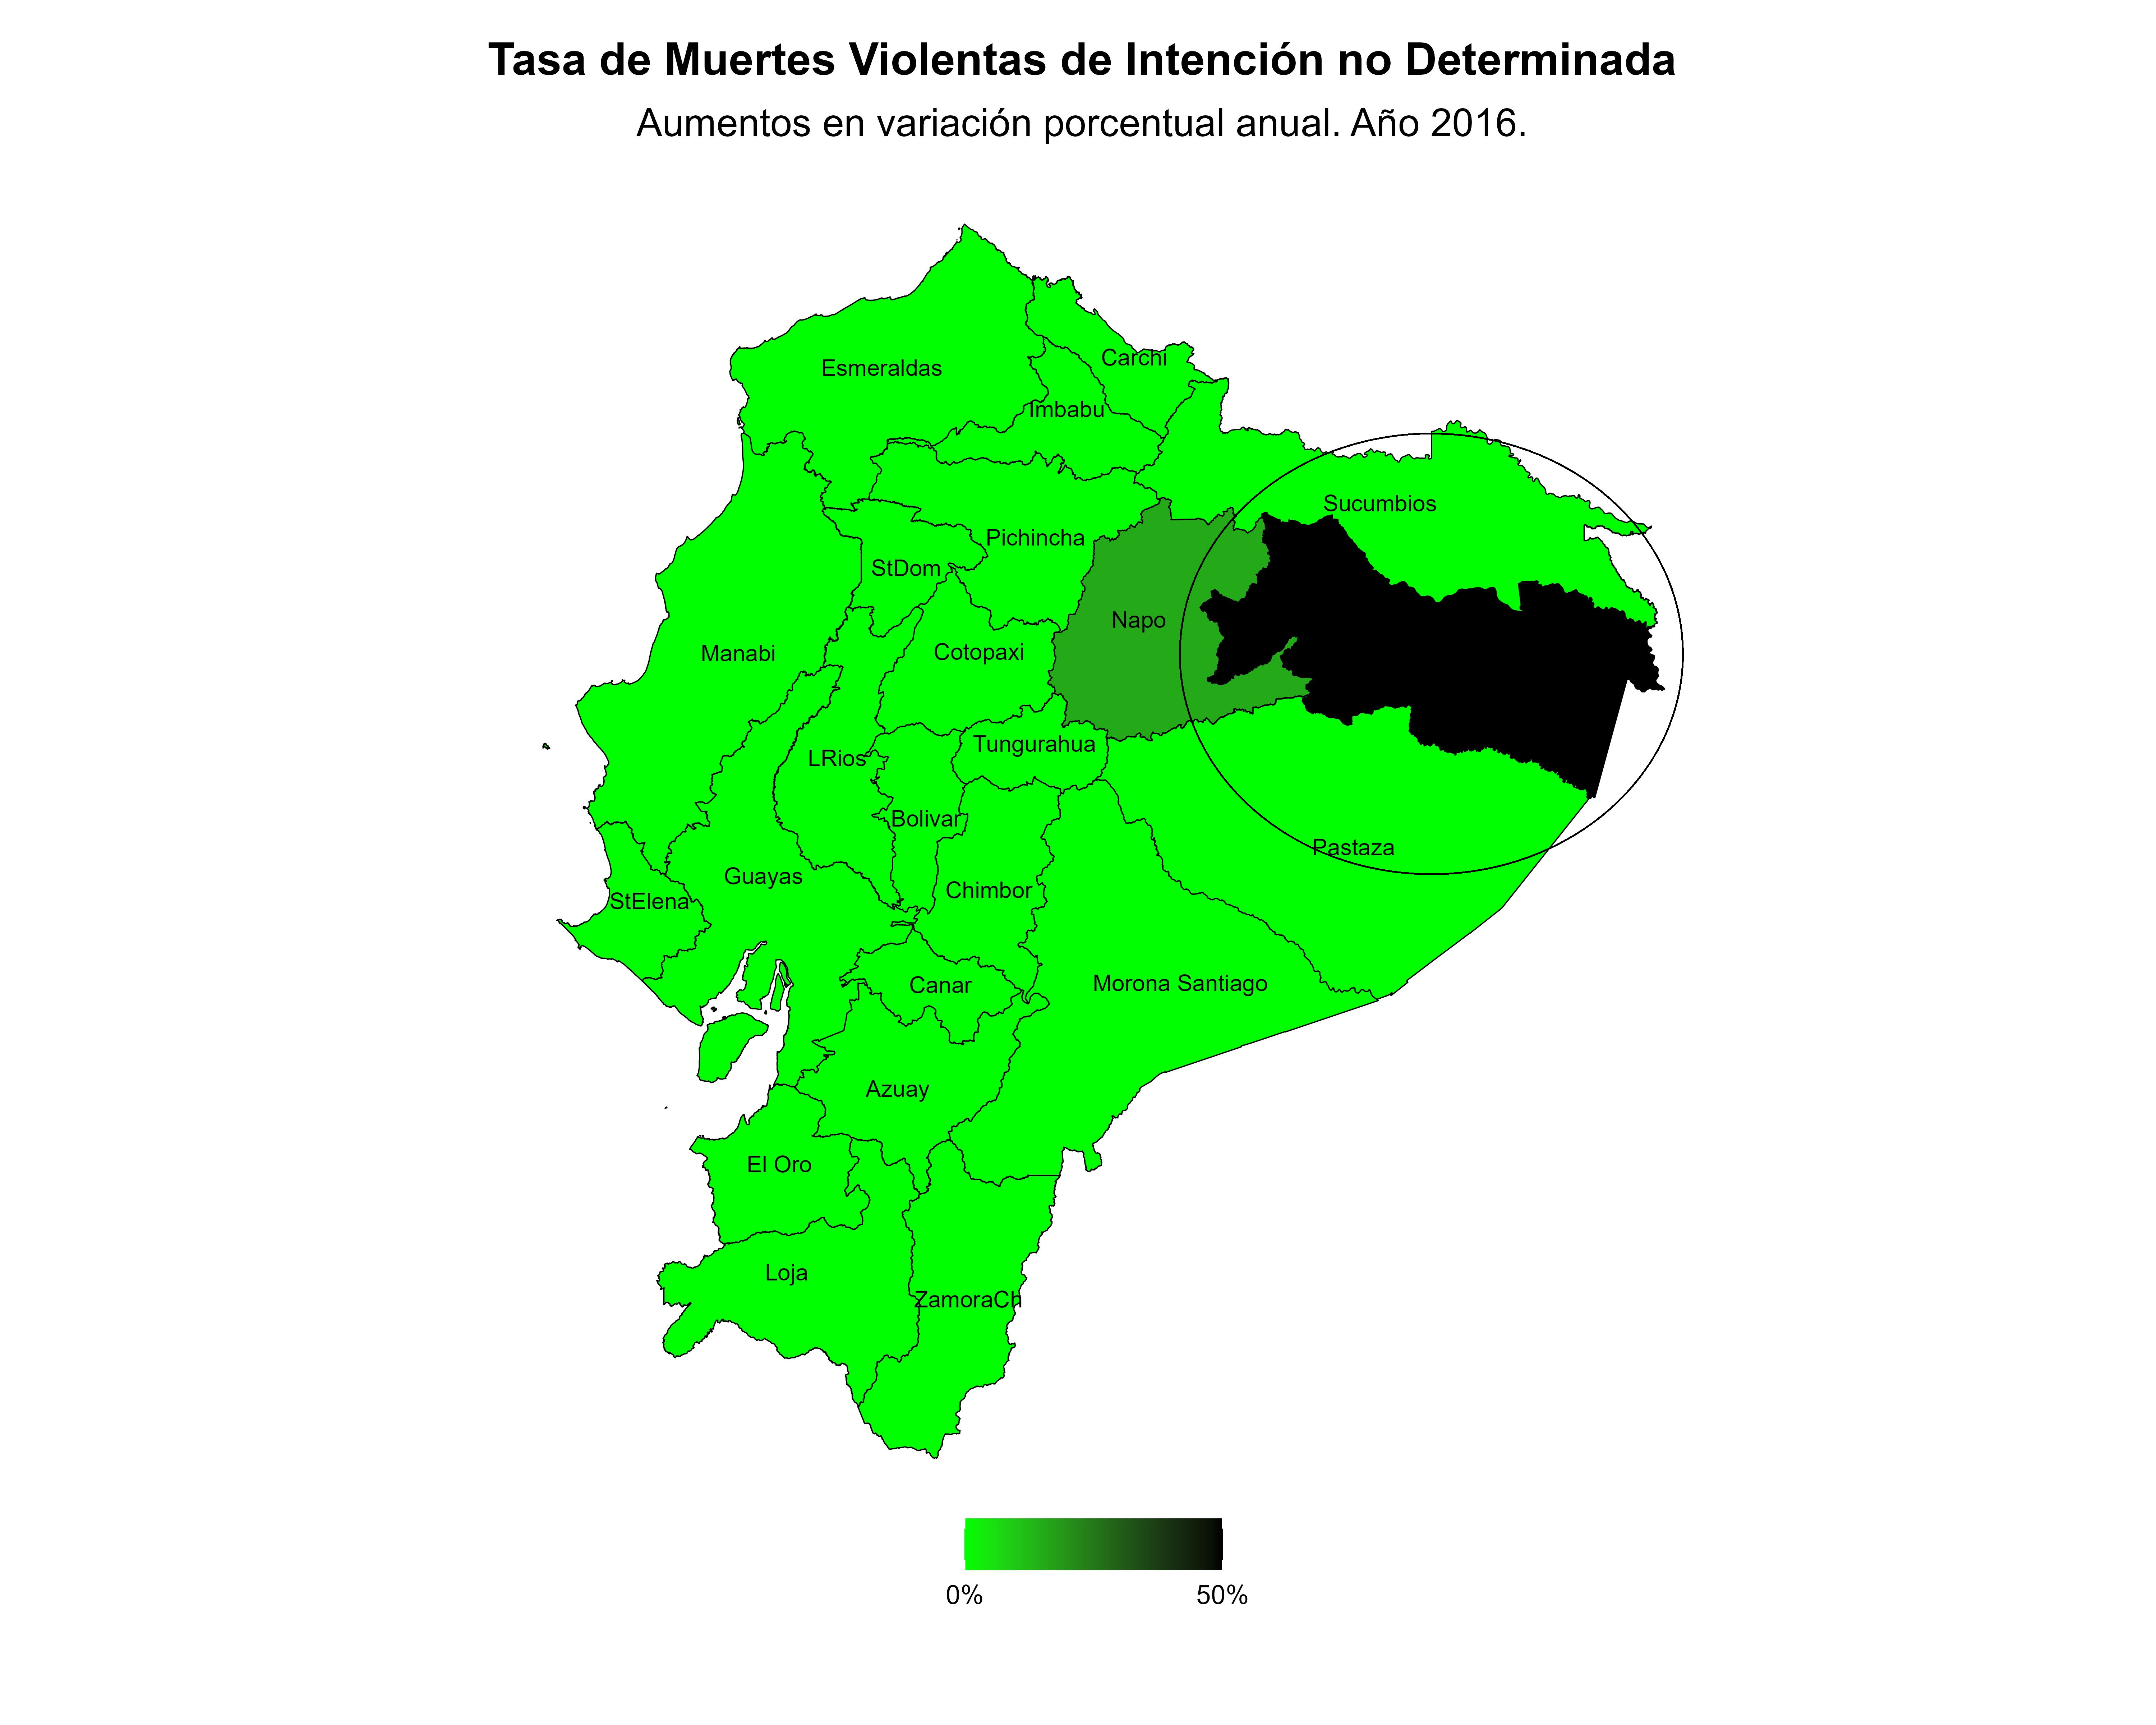 Tasa de Muertes Violentas de Intención no Determinada
Aumentos en variación porcentual anual. Año 2016.
Carchi
Esmeraldas
Imbabu
Sucumbios
Pichincha
StDom
Napo
Manabi
Cotopaxi
Tungurahua
LRios
Bolivar
Pastaza
Guayas
Chimbor
StElena
Morona Santiago
Canar
Azuay
El Oro
Loja
ZamoraCh
0%
50%